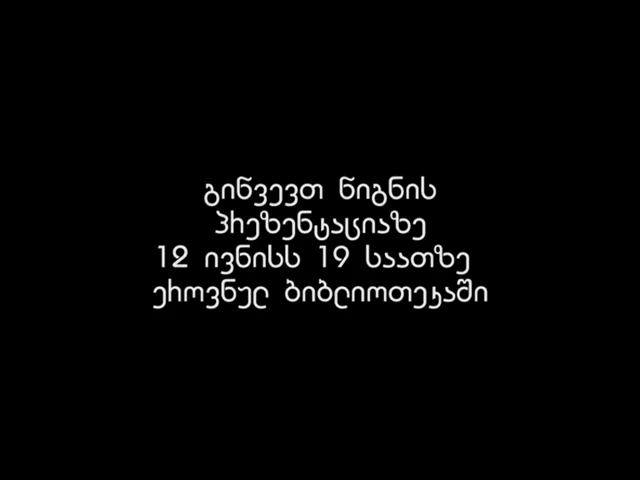 გიწვევთ წიგნის
პრეზენტაციაზე
12 ივნისს 19 საათზე
ეროვნულ ბიბლიოთეკაში